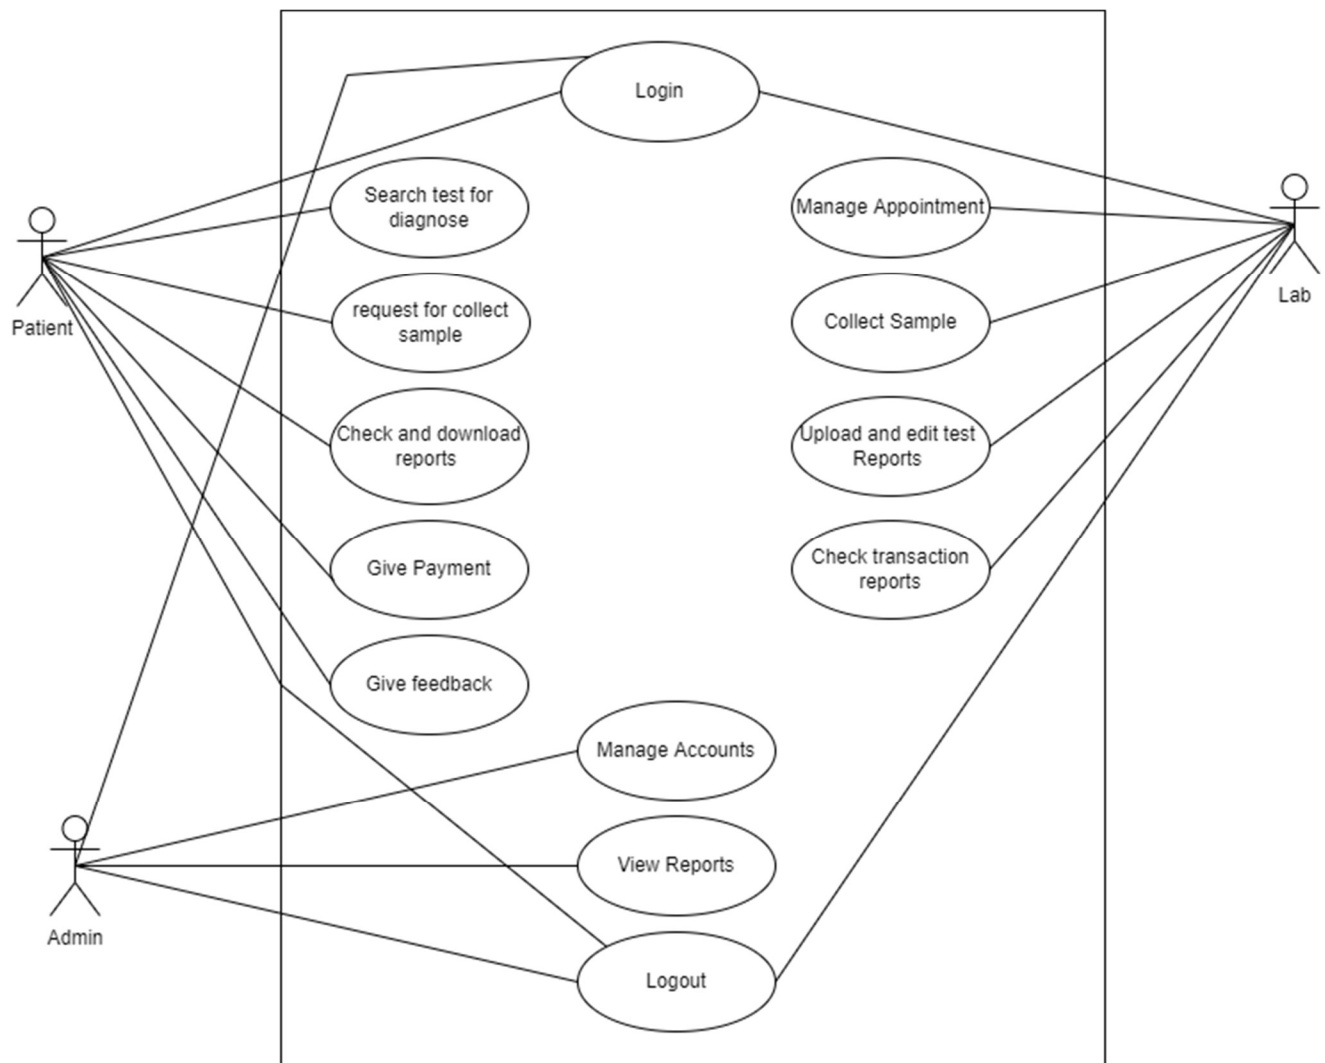 Login
Search test for
diagnose
Manage Appointment
Patient
Lab
request for collect
sample
Collect Sample
Check and download
reports
Upload and edit test
Reports
Give Payment
Check transaction
reports
Give feedback
Manage Accounts
View Reports
Admin
Logout